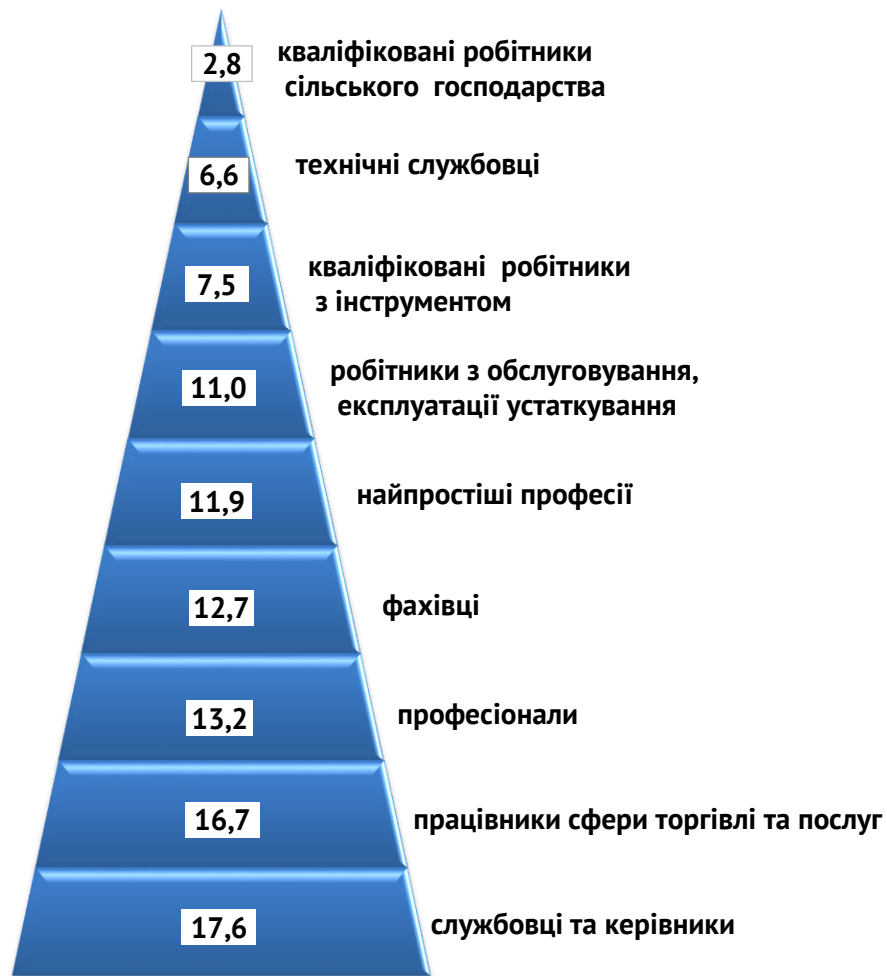 2,8
кваліфіковані робітники
сільського господарства
6,6
технічні службовці
7,5
кваліфіковані робітники
з інструментом
11,0
робітники з обслуговування,
експлуатації устаткування
11,9
найпростіші професії
12,7
фахівці
13,2
професіонали
16,7
працівники сфери торгівлі та послуг
17,6
службовці та керівники